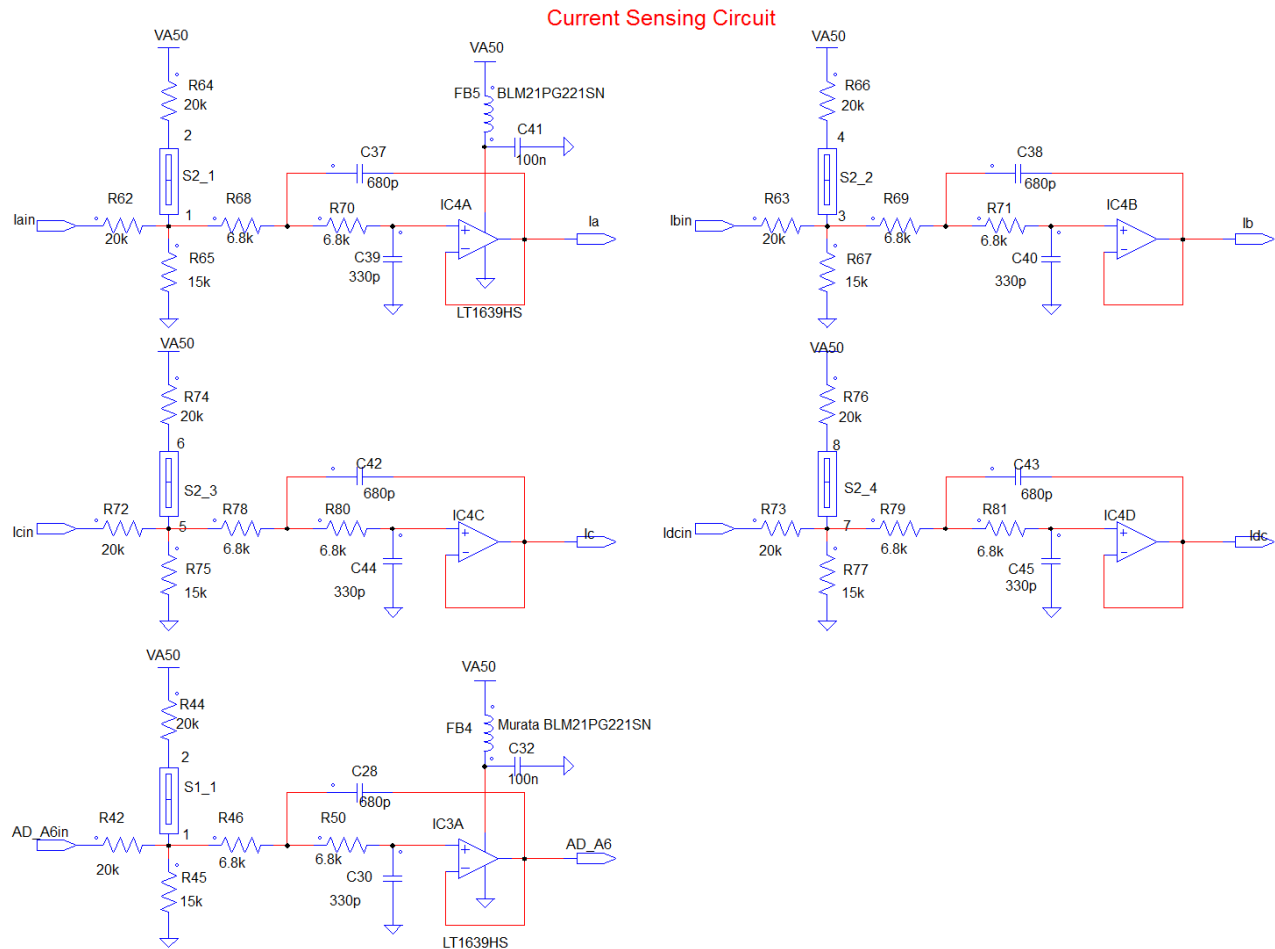 Current Sensing Circuit
VA50
R64
20k
2
S2_1
Iain
R62
20k
1
R65
15k
R68
6.8k
C37
680p
R70
6.8k
C39
330p
VA50
FB5
BLM21PG221SN
C41
100n
IC4A
+
−
LT1639HS
Ia
VA50
R66
20k
4
S2_2
Ibin
R63
20k
3
R67
15k
R69
6.8k
C38
680p
R71
6.8k
C40
330p
IC4B
+
−
Ib
VA50
R74
20k
6
S2_3
Icin
R72
20k
5
R75
15k
R78
6.8k
C42
680p
R80
6.8k
C44
330p
IC4C
+
−
Ic
VA50
R76
20k
8
S2_4
Idcin
R73
20k
7
R77
15k
R79
6.8k
C43
680p
R81
6.8k
C45
330p
IC4D
+
−
Idc
VA50
R44
20k
2
S1_1
AD_A6in
R42
20k
1
R45
15k
R46
6.8k
C28
680p
R50
6.8k
C30
330p
VA50
FB4
Murata BLM21PG221SN
C32
100n
IC3A
+
−
LT1639HS
AD_A6